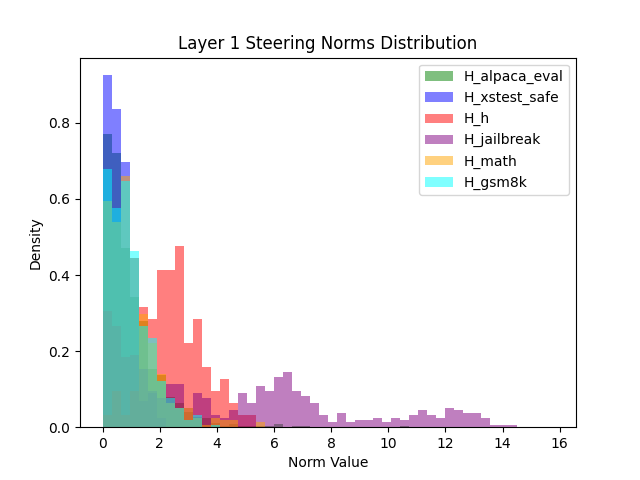 Layer 1 Steering Norms Distribution
H_alpaca_eval
H_xstest_safe
H_h
H_jailbreak
H_math
H_gsm8k
Density
0.8
0.6
0.4
0.2
0.0
0 2 4 6 8 10 12 14 16
Norm Value